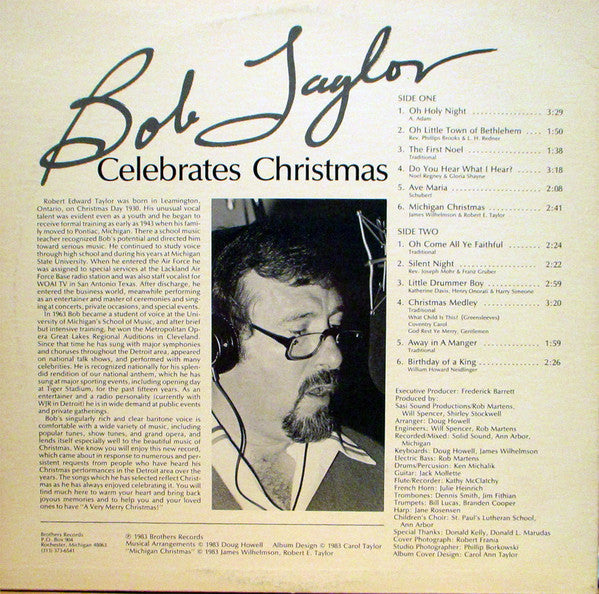 Bob Taylor
Celebrates Christmas
Robert Edward Taylor was born in Leamington,
Ontario, on Christmas Day 1930. His unusual vocal
talent was evident even as a youth and he began to
receive formal training as early as 1943 when his fam-
ily moved to Pontiac, Michigan. There a school music
teacher recognized Bob's potential and directed him
toward serious music. He continued to study voice
through high school and during his years at Michigan
State University. When he entered the Air Force he
was assigned to special services at the Lackland Air
Force Base radio station and was also staff vocalist for
WOAI TV in San Antonio Texas. After discharge, he
entered the business world, meanwhile performing
as an entertainer and master of ceremonies and sing-
ing at concerts, private occasions, and special events.
In 1963 Bob became a student of voice at the Uni-
versity of Michigan's School of Music, and after brief
but intensive training, he won the Metropolitan Op-
era Great Lakes Regional Auditions in Cleveland.
Since that time he has sung with major symphonies
and choruses throughout the Detroit area, appeared
on national talk shows, and performed with many
celebrities. He is recognized nationally for his splen-
did rendition of our national anthem, which he has
sung at major sporting events, including opening day
at Tiger Stadium, for the past fifteen years. As an
entertainer and a radio personality (currently with
WJR in Detroit) he is in wide demand at public events
and private gatherings.
Bob's singularly rich and clear baritone voice is
comfortable with a wide variety of music, including
popular tunes, show tunes, and grand opera, and
lends itself especially well to the beautiful music of
Christmas. We know you will enjoy this new record,
which came about in response to numerous and per-
sistent requests from people who have heard his
Christmas performances in the Detroit area over the
years. The songs which he has selected reflect Christ-
mas as he has always enjoyed celebrating it. You will
find much here to warm your heart and bring back
joyous memories and to help you and your loved
ones to have "A Very Merry Christmas!"
SIDE ONE
1. Oh Holy Night 3:29
A. Adam
2. Oh Little Town of Bethlehem 1:50
Rev. Phillips Brooks & L. H. Redner
3. The First Noel 1:38
Traditional
4. Do You Hear What I Hear? 3:18
Noel Regney & Gloria Shayne
5. Ave Maria 2:08
Schubert
6. Michigan Christmas 2:41
James Wilhelmson & Robert E. Taylor
SIDE TWO
1. Oh Come All Ye Faithful 2:24
Traditional
2. Silent Night 2:22
Rev. Joseph Mohr & Franz Gruber
3. Little Drummer Boy 2:59
Katherine Davis, Henry Onorati & Harry Simeone
4. Christmas Medley 3:20
Traditional
What Child Is This? (Greensleeves)
Coventry Carol
God Rest Ye Merry, Gentlemen
5. Away in A Manger 1:59
Traditional
6. Birthday of a King 2:26
William Howard Neidlinger
Executive Producer: Frederick Barrett
Produced by:
Sasi Sound Productions/Rob Martens,
Will Spencer, Shirley Stockwell
Arranger: Doug Howell
Engineers: Will Spencer, Rob Martens
Recorded/Mixed: Solid Sound, Ann Arbor,
Michigan
Keyboards: Doug Howell, James Wilhelmson
Electric Bass: Rob Martens
Drums/Percussion: Ken Michalik
Guitar: Jack Mollette
Flute/Recorder: Kathy McClatchy
French Horn: Julie Heinrich
Trombones: Dennis Smith, Jim Fithian
Trumpets: Bill Lucas, Branden Cooper
Harp: Jane Rosensen
Children's Choir: St. Paul's Lutheran School,
Ann Arbor
Special Thanks: Donald Kelly, Donald L. Marudas
Cover Photograph: Robert Frania
Studio Photographer: Phillip Borkowski
Album Cover Design: Carol Ann Taylor
Brothers Records
P.O. Box 904
Rochester, Michigan 48063
(313) 373-6541
℗ 1983 Brothers Records
Musical Arrangements © 1983 Doug Howell Album Design © 1983 Carol Taylor
"Michigan Christmas" © 1983 James Wilhelmson, Robert E. Taylor